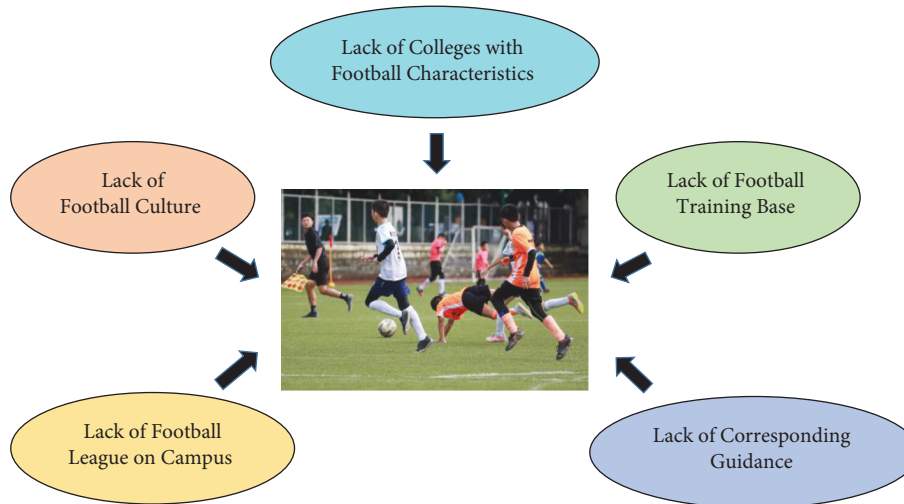 Lack of Colleges with
Football Characteristics
Lack of
Football Culture
Lack of Football
Training Base
Lack of Football
League on Campus
Lack of Corresponding
Guidance